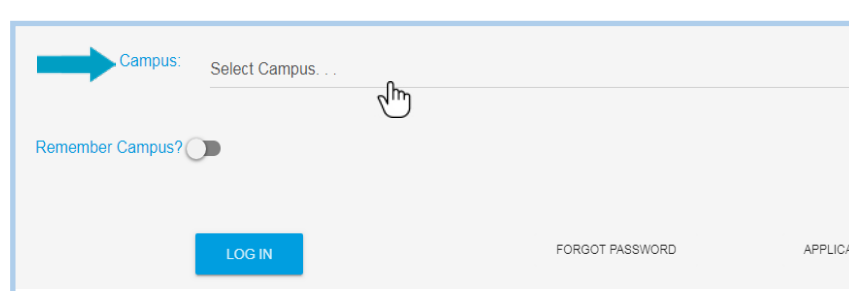 Campus:
Select Campus. . .
Remember Campus?
LOG IN
FORGOT PASSWORD